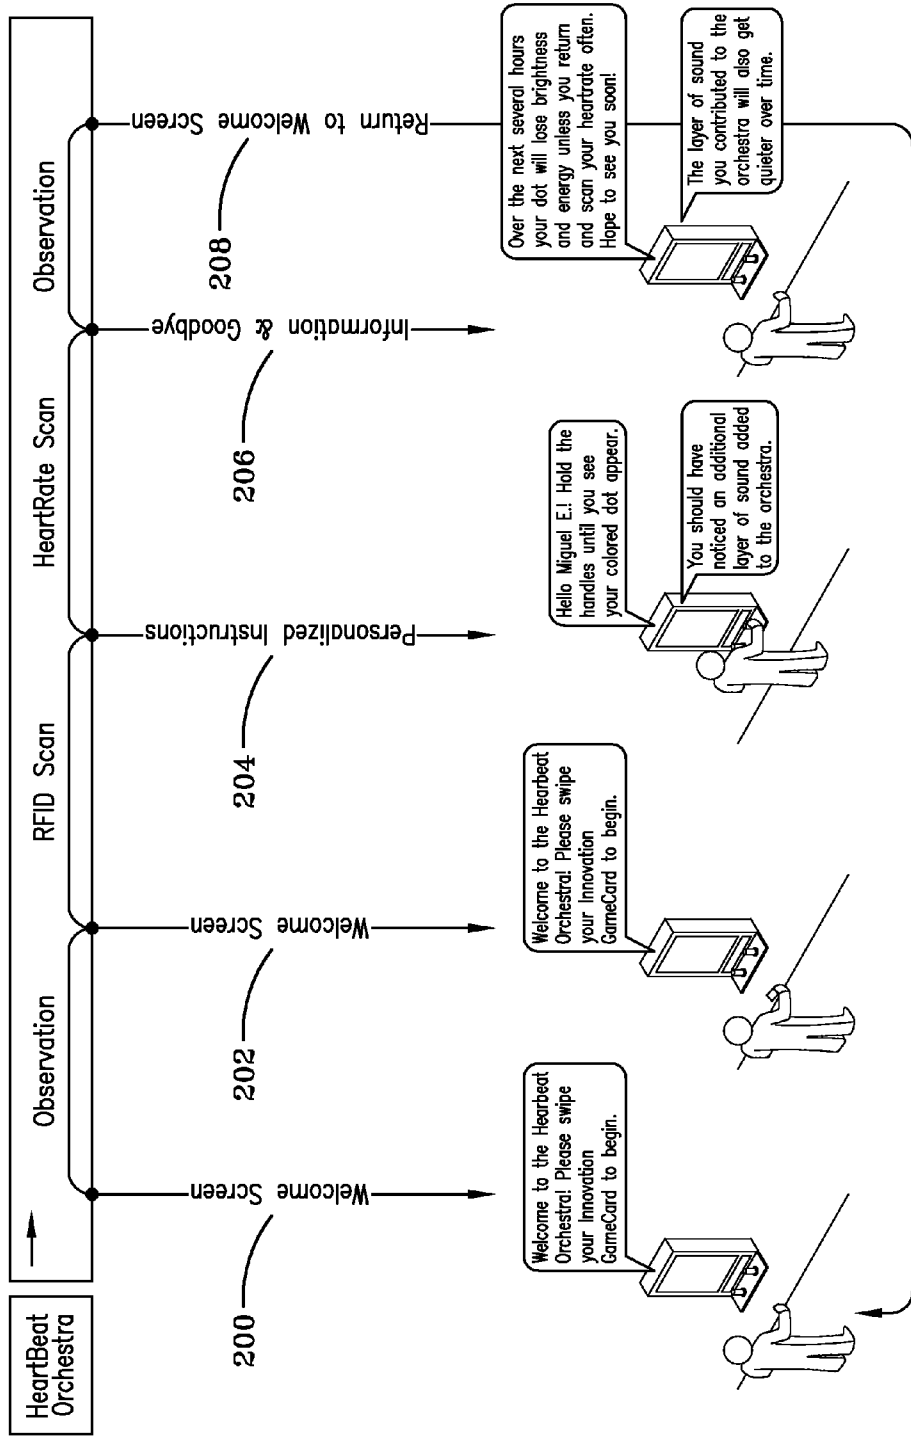 HeartBeat
Orchestra
Observation
RFID Scan
HeartRate Scan
Observation
Welcome Screen
Welcome Screen
Personalized Instructions
Information & Goodbye
Return to Welcome Screen
200
202
204
206
208
Welcome to the Hearbeat
Orchestra! Please swipe
your Innovation
GameCard to begin.
Welcome to the Hearbeat
Orchestra! Please swipe
your Innovation
GameCard to begin.
Hello Miguel E.! Hold the
handles until you see
your colored dot appear.
You should have
noticed an additional
layer of sound added
to the orchestra.
Over the next several hours
your dot will lose brightness
and energy unless you return
and scan your heartrate often.
Hope to see you soon!
The layer of sound
you contributed to the
orchestra will also get
quieter over time.